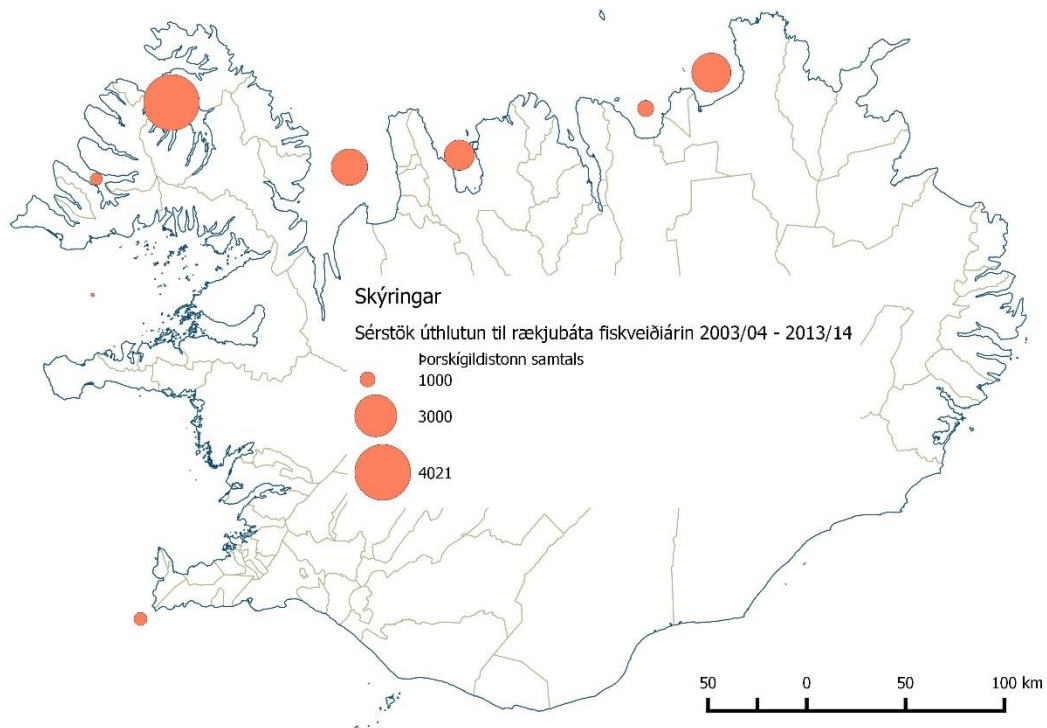 Skýringar
Sérstök úthlutun til rækjubáta fiskveiðiárin 2003/04 - 2013/14
Þorskígildistonn samtals
1000
3000
4021
50 0 50 100 km